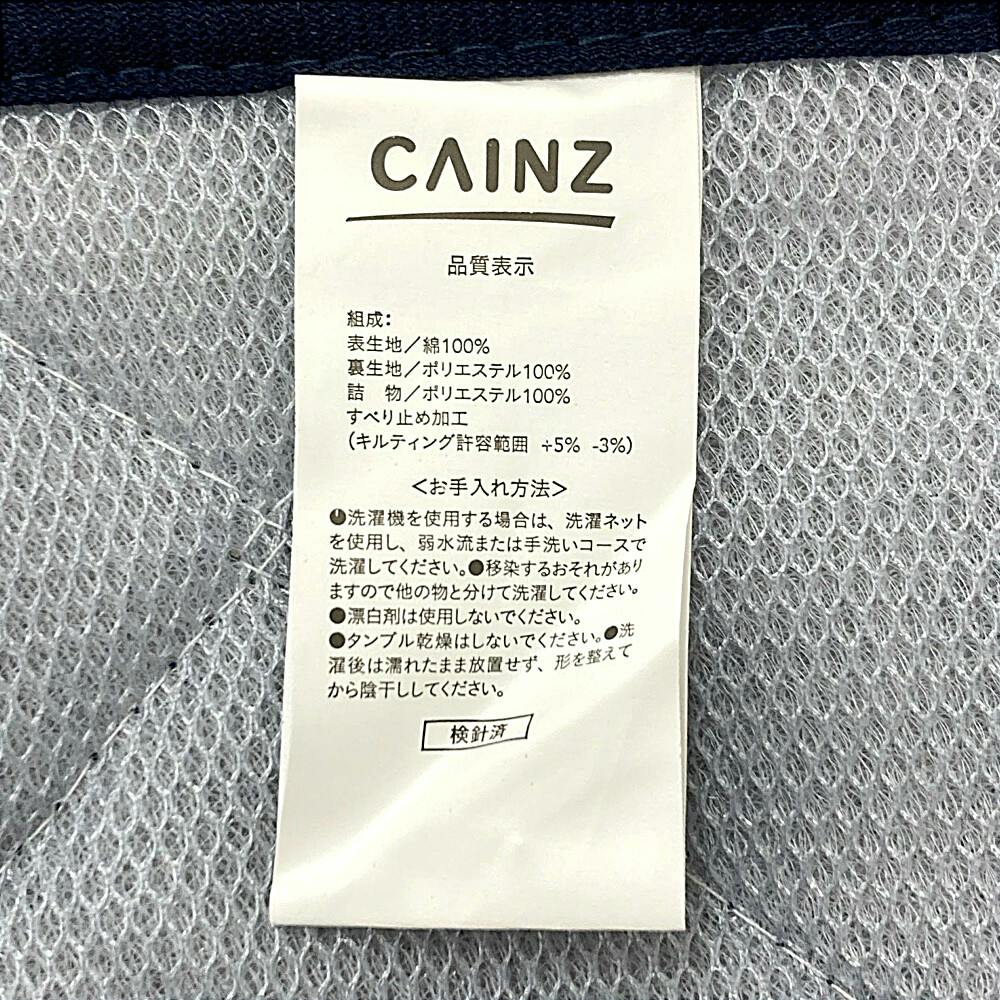 CAINZ
品質表示
組成：
表生地／綿100%
裏生地／ポリエステル100%
詰　物／ポリエステル100%
すべり止め加工
（キルティング許容範囲 +5% -3%）
＜お手入れ方法＞
●洗濯機を使用する場合は、洗濯ネット
を使用し、弱水流または手洗いコースで
洗濯してください。●移染するおそれがあり
ますので他の物と分けて洗濯してください。
●漂白剤は使用しないでください。
●タンブル乾燥はしないでください。●洗
濯後は濡れたまま放置せず、形を整えて
から陰干ししてください。
検針済